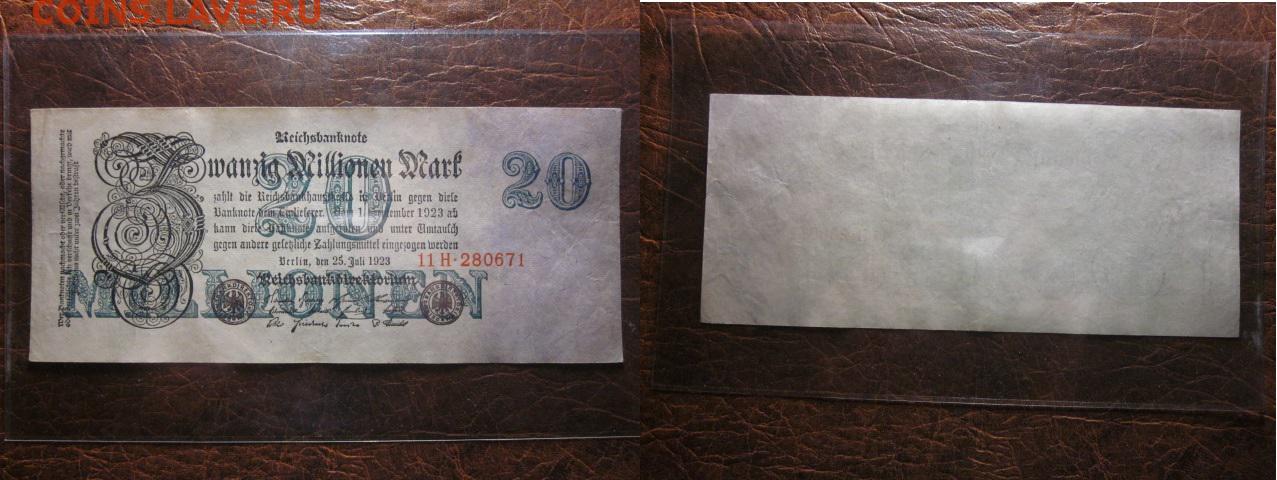 COINS.LAVE.RU
Reichsbanknote
Zwanzig Millionen Mark
20
20
zahlt die Reichsbankhauptkasse in Berlin gegen diese
Banknote dem Einlieferer. Vom 1. September 1923 ab
kann diese Banknote aufgerufen und unter Umtausch
gegen andere gesetzliche Zahlungsmittel eingezogen werden
Berlin, den 25. Juli 1923
11 H·280671
Reichsbankdirektorium
MILLIONEN